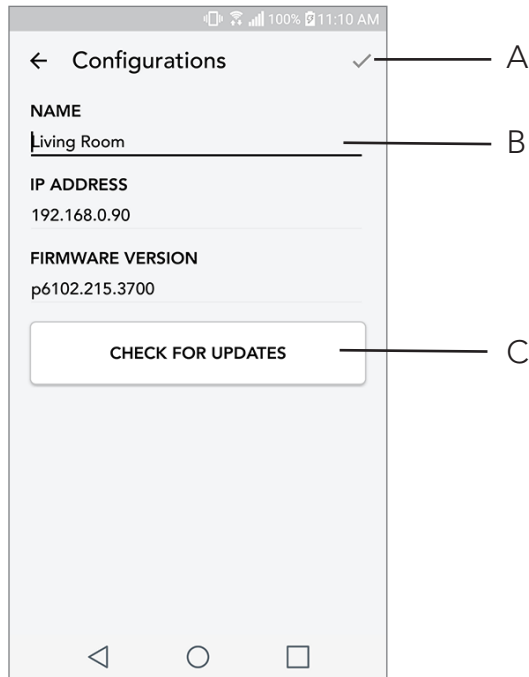 100% 11:10 AM
Configurations
A
NAME
Living Room
B
IP ADDRESS
192.168.0.90
FIRMWARE VERSION
p6102.215.3700
CHECK FOR UPDATES
C